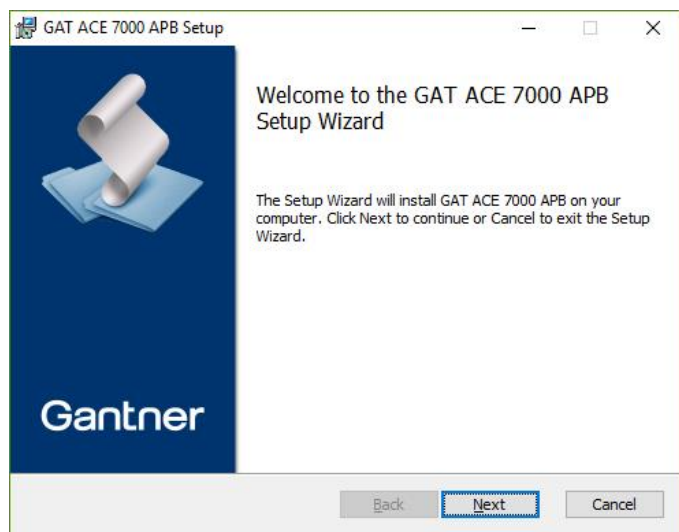 GAT ACE 7000 APB Setup
Welcome to the GAT ACE 7000 APB
Setup Wizard
The Setup Wizard will install GAT ACE 7000 APB on your
computer. Click Next to continue or Cancel to exit the Setup
Wizard.
Gantner
Back Next Cancel